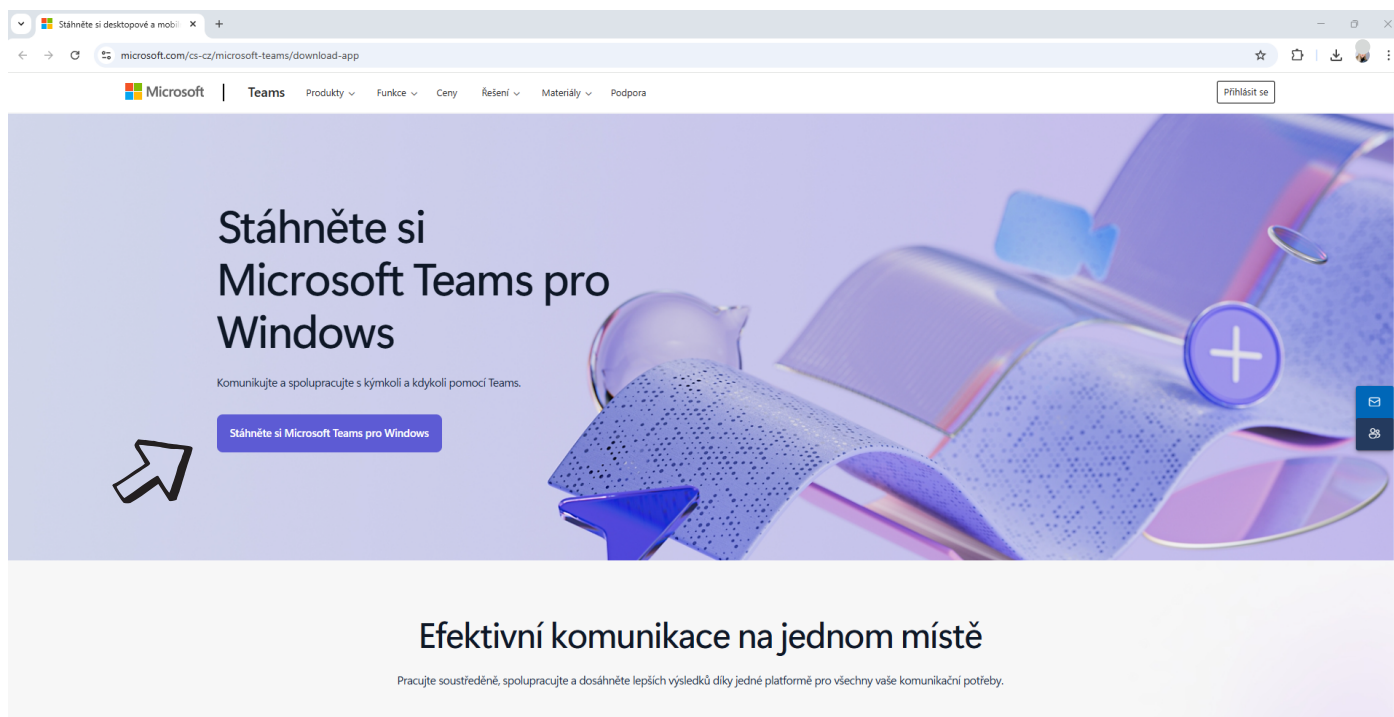 Stáhněte si desktopové a mobil
microsoft.com/cs-cz/microsoft-teams/download-app
Microsoft Teams Produkty Funkce Ceny Řešení Materiály Podpora Přihlásit se
Stáhněte si
Microsoft Teams pro
Windows
Komunikujte a spolupracujte s kýmkoli a kdykoli pomocí Teams.
Stáhněte si Microsoft Teams pro Windows
Efektivní komunikace na jednom místě
Pracujte soustředěně, spolupracujte a dosáhněte lepších výsledků díky jedné platformě pro všechny vaše komunikační potřeby.